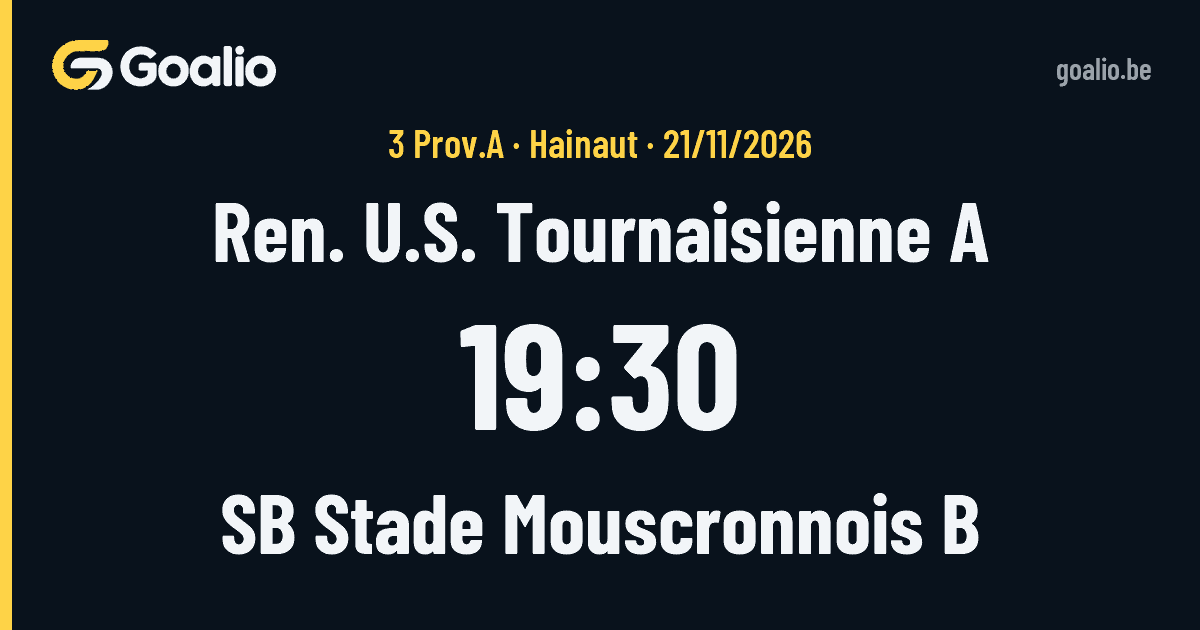 Goalio
goalio.be
3 Prov.A · Hainaut · 21/11/2026
Ren. U.S. Tournaisienne A
19:30
SB Stade Mouscronnois B